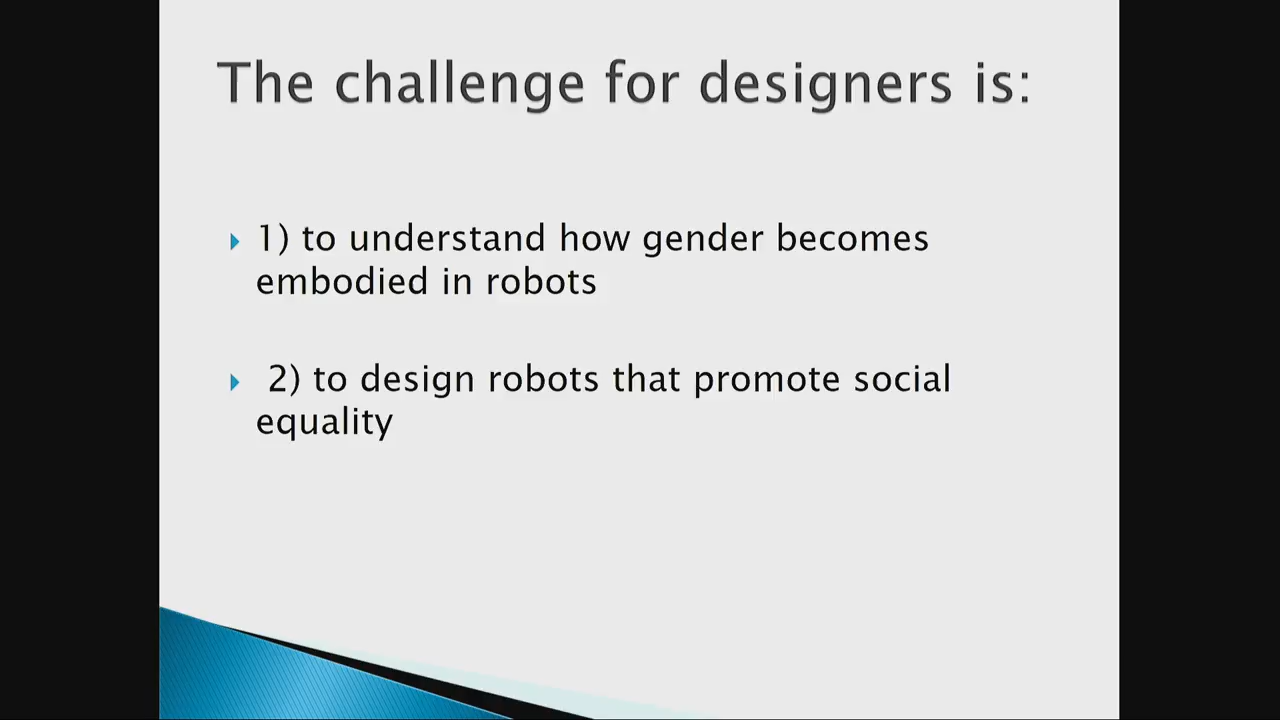 The challenge for designers is:
1) to understand how gender becomes
embodied in robots
2) to design robots that promote social
equality